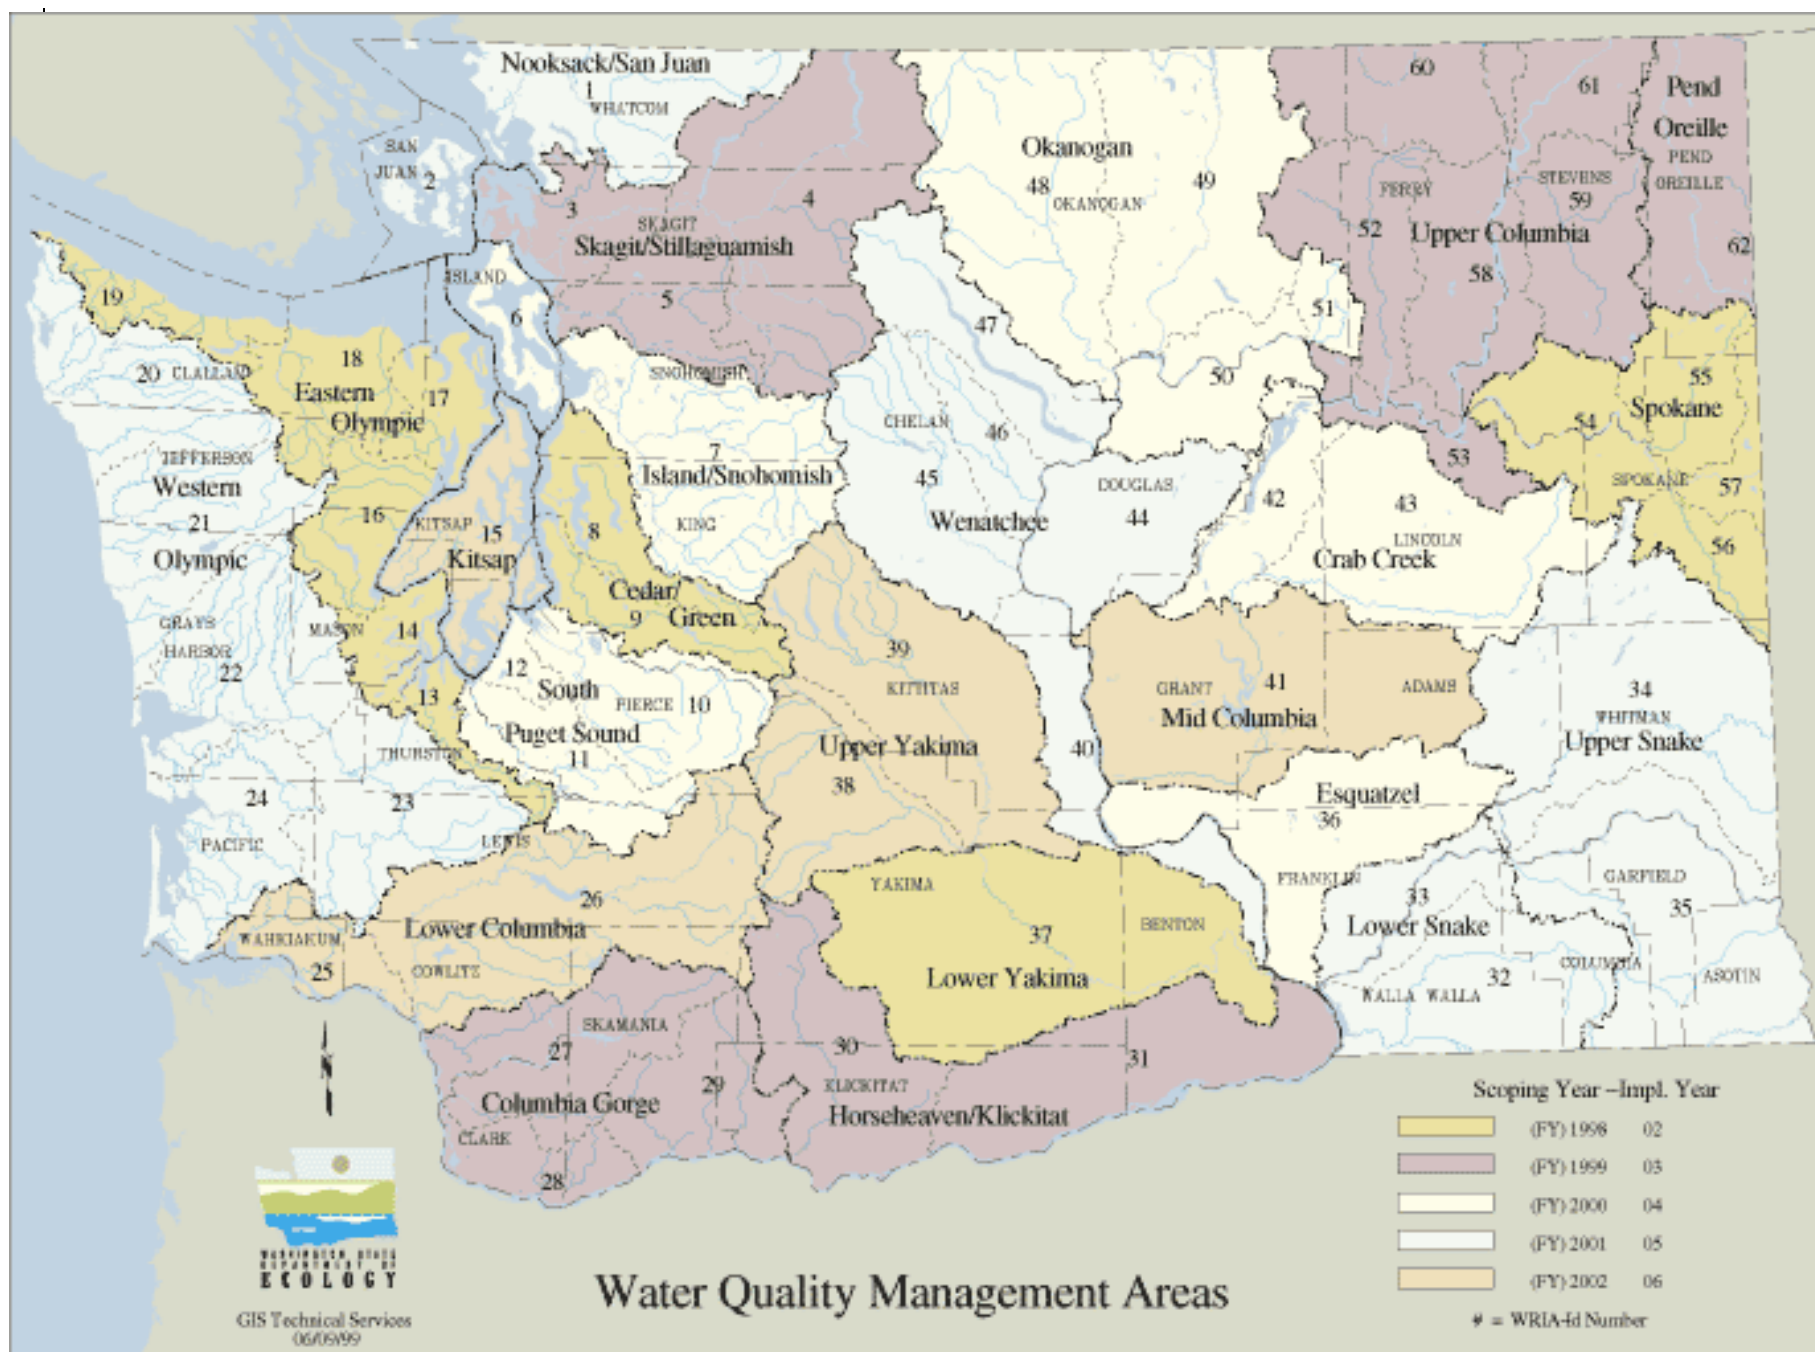 Nooksack/San Juan
1
WHATCOM
SAN
JUAN 2
3
4
SKAGIT
Skagit/Stillaguamish
5
ISLAND
6
Okanogan
48
49
OKANOGAN
60
61
Pend
Oreille
PEND
OREILLE
62
FERRY
STEVENS
59
52
Upper Columbia
58
51
47
50
19
20 CLALLAM
18
Eastern
Olympic
17
SNOHOMISH
7
Island/Snohomish
KING
CHELAN
46
45
Wenatchee
DOUGLAS
44
42
43
LINCOLN
Crab Creek
53
54
55
Spokane
SPOKANE
57
56
JEFFERSON
Western
21
Olympic
16
KITSAP
15
Kitsap
8
Cedar/
Green
9
GRAYS
HARBOR
22
MASON
14
13
12
South
PIERCE 10
Puget Sound
11
THURSTON
39
KITTITAS
Upper Yakima
38
40
GRANT
41
ADAMS
Mid Columbia
34
WHITMAN
Upper Snake
Esquatzel
36
24
23
PACIFIC
LEWIS
26
Lower Columbia
WAHKIAKUM
25
COWLITZ
YAKIMA
37
BENTON
Lower Yakima
FRANKLIN
33
Lower Snake
GARFIELD
35
32
COLUMBIA
ASOTIN
WALLA WALLA
SKAMANIA
27
29
Columbia Gorge
CLARK
28
30
31
KLICKITAT
Horseheaven/Klickitat
N
Scoping Year –Impl. Year
(FY) 1998 02
(FY) 1999 03
(FY) 2000 04
(FY) 2001 05
(FY) 2002 06
# = WRIA-Id Number
WASHINGTON STATE
DEPARTMENT OF
ECOLOGY
GIS Technical Services
06/09/99
Water Quality Management Areas